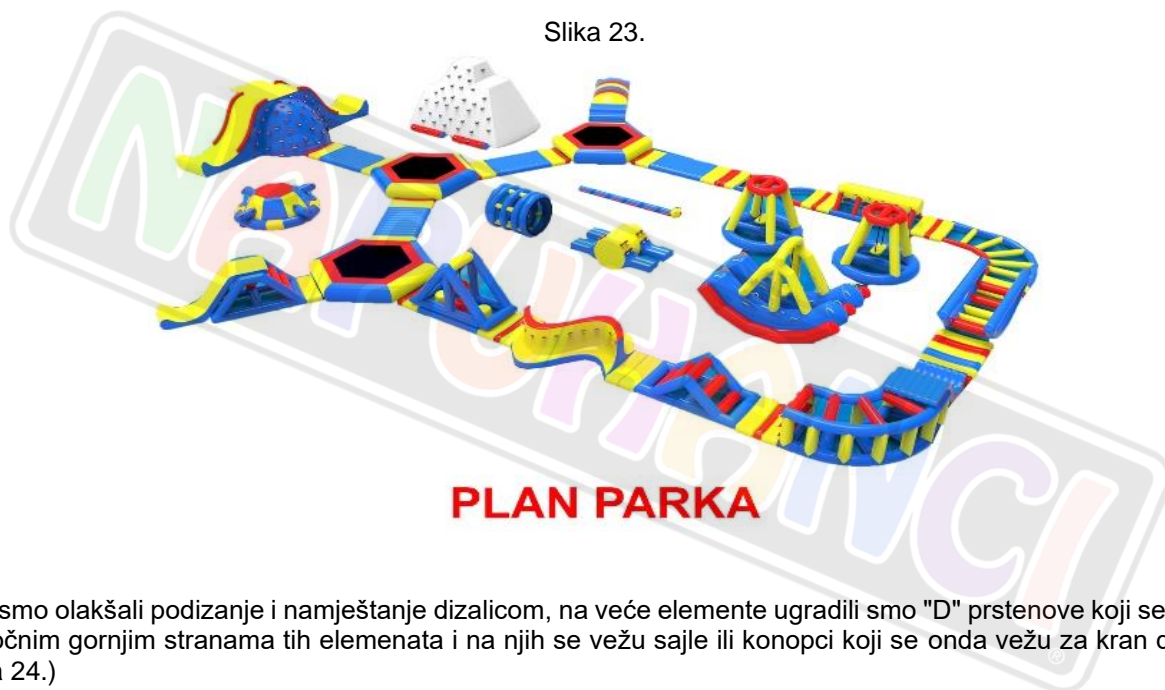 Slika 23.
NAPUHANCI
PLAN PARKA
smo olakšali podizanje i namještanje dizalicom, na veće elemente ugradili smo "D" prstenove koji se
očnim gornjim stranama tih elemenata i na njih se vežu sajle ili konopci koji se onda vežu za kran
24.)